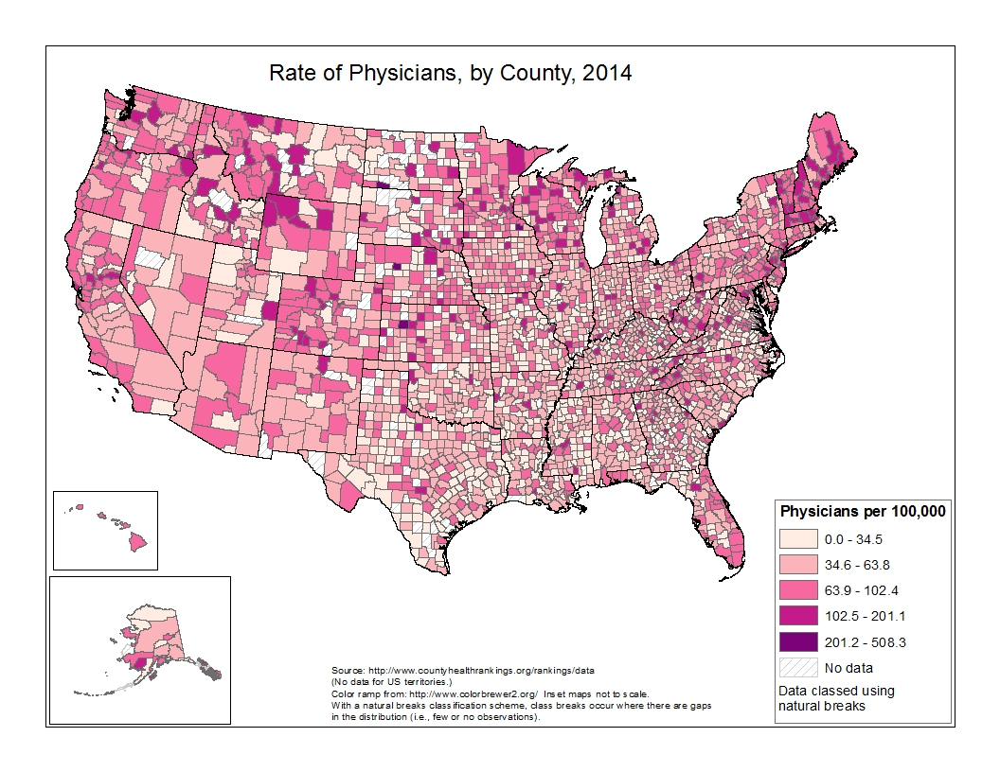 Rate of Physicians, by County, 2014
Physicians per 100,000
0.0 - 34.5
34.6 - 63.8
63.9 - 102.4
102.5 - 201.1
201.2 - 508.3
No data
Data classed using
natural breaks
Source: http://www.countyhealthrankings.org/rankings/data
(No data for US territories.)
Color ramp from: http://www.colorbrewer2.org/ Inset maps not to scale.
With a natural breaks classification scheme, class breaks occur where there are gaps
in the distribution (i.e., few or no observations).